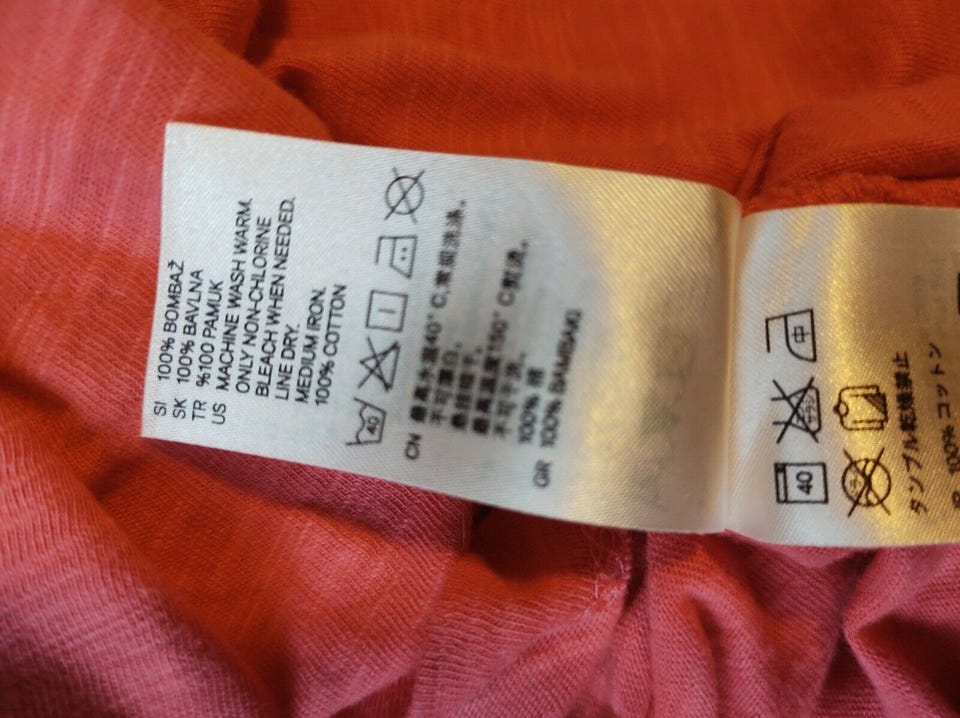 SI 100% BOMBAŽ
SK 100% BAVLNA
TR %100 PAMUK
US MACHINE WASH WARM.
ONLY NON-CHLORINE
BLEACH WHEN NEEDED.
LINE DRY.
MEDIUM IRON.
100% COTTON
40
CN 最高水温40°C,常规洗涤。
不可漂白。
悬挂晾干。
最高温度150°C熨烫。
不可干洗。
100% 棉
GR 100% ΒΑΜΒΑΚΙ
40
中
タンブル乾燥禁止
100% コットン